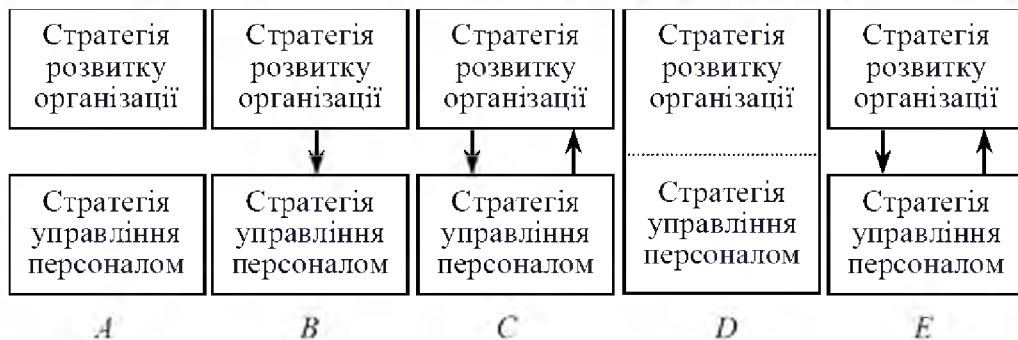 Стратегія
розвитку
організації
Стратегія
розвитку
організації
Стратегія
розвитку
організації
Стратегія
розвитку
організації
Стратегія
розвитку
організації
Стратегія
управління
персоналом
Стратегія
управління
персоналом
Стратегія
управління
персоналом
Стратегія
управління
персоналом
Стратегія
управління
персоналом
A
B
C
D
E